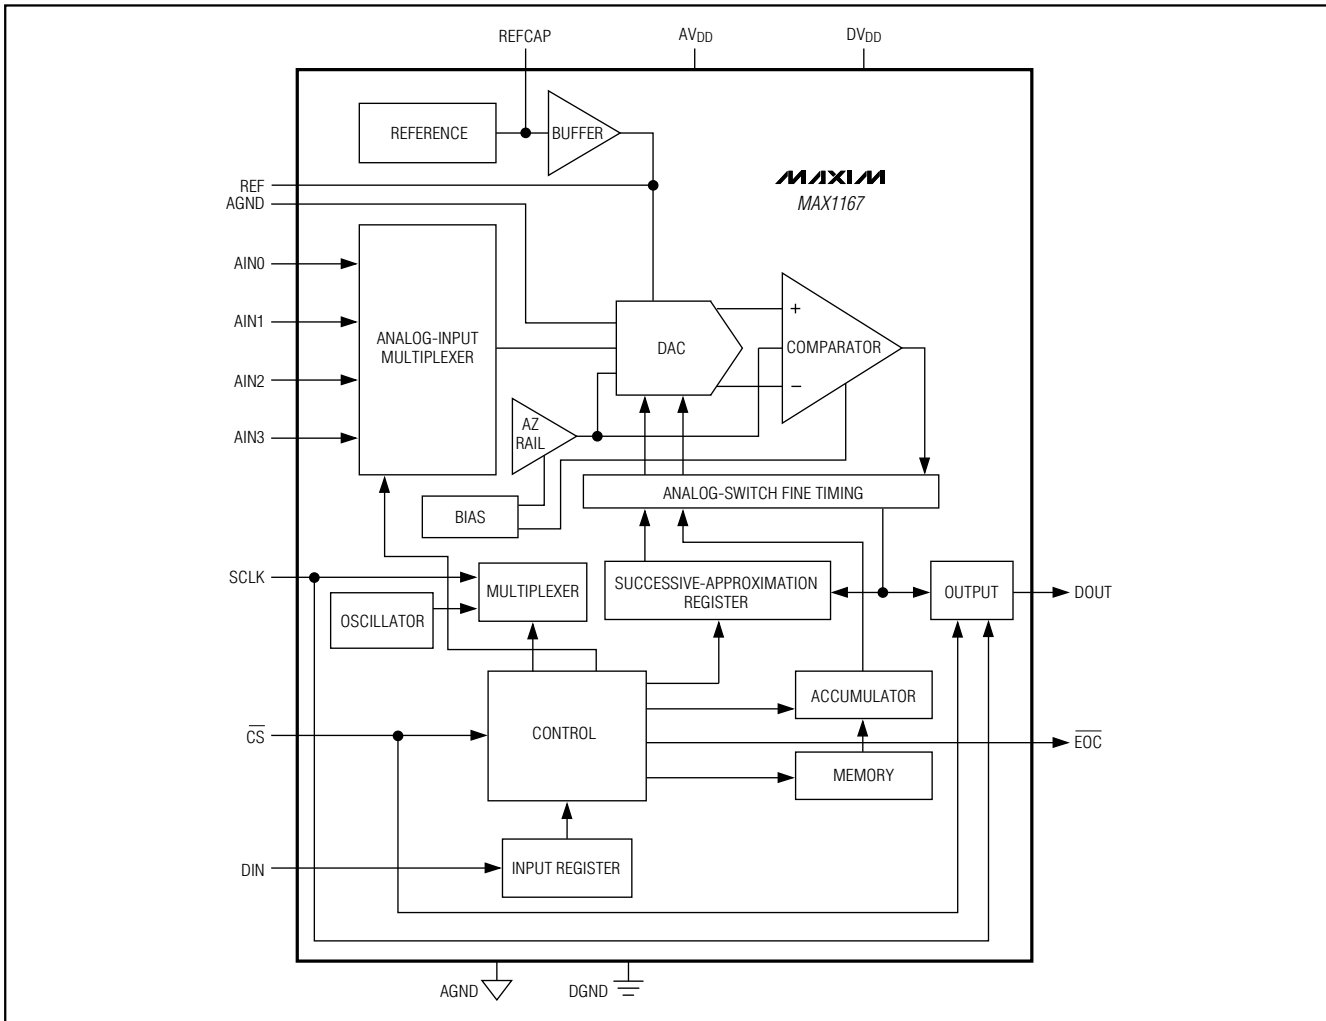 REFCAP
AVDD
DVDD
REFERENCE
BUFFER
REF
AGND
MAXIM
MAX1167
AIN0
AIN1
AIN2
AIN3
ANALOG-INPUT
MULTIPLEXER
DAC
+
COMPARATOR
−
AZ
RAIL
BIAS
ANALOG-SWITCH FINE TIMING
SCLK
MULTIPLEXER
OSCILLATOR
SUCCESSIVE-APPROXIMATION
REGISTER
OUTPUT
DOUT
CS
CONTROL
ACCUMULATOR
EOC
MEMORY
DIN
INPUT REGISTER
AGND
DGND